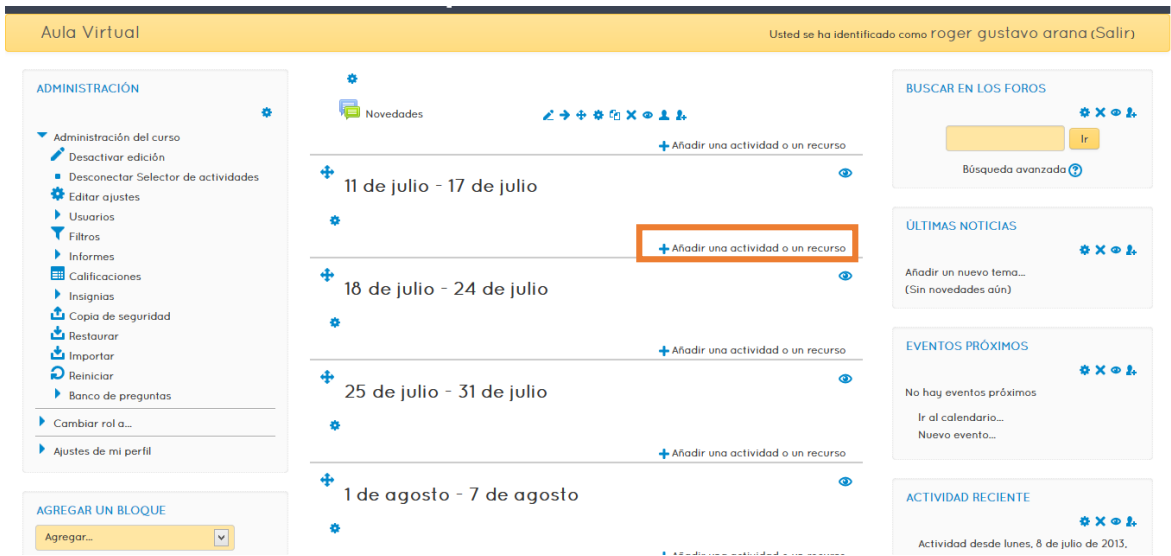 Aula Virtual
Usted se ha identificado como roger gustavo arana (Salir)
ADMINISTRACIÓN
Administración del curso
Desactivar edición
Desconectar Selector de actividades
Editar ajustes
Usuarios
Filtros
Informes
Calificaciones
Insignias
Copia de seguridad
Restaurar
Importar
Reiniciar
Banco de preguntas
Cambiar rol a...
Ajustes de mi perfil
AGREGAR UN BLOQUE
Agregar...
Novedades
Añadir una actividad o un recurso
11 de julio - 17 de julio
Añadir una actividad o un recurso
18 de julio - 24 de julio
Añadir una actividad o un recurso
25 de julio - 31 de julio
Añadir una actividad o un recurso
1 de agosto - 7 de agosto
Añadir una actividad o un recurso
BUSCAR EN LOS FOROS
Ir
Búsqueda avanzada
ÚLTIMAS NOTICIAS
Añadir un nuevo tema...
(Sin novedades aún)
EVENTOS PRÓXIMOS
No hay eventos próximos
Ir al calendario...
Nuevo evento...
ACTIVIDAD RECIENTE
Actividad desde lunes, 8 de julio de 2013,